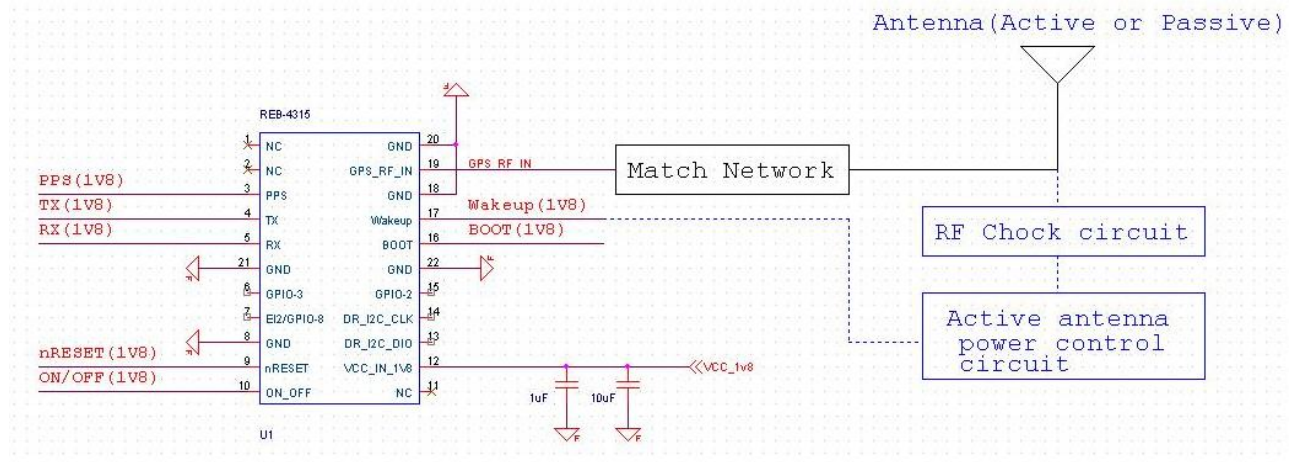 Antenna(Active or Passive)
REB-4315
1 NC GND 20
2 NC GPS_RF_IN 19 GPS RF IN
Match Network
PPS(1V8) 3 PPS GND 18
TX(1V8) 4 TX Wakeup 17 Wakeup(1V8)
RX(1V8) 5 RX BOOT 16 BOOT(1V8)
RF Chock circuit
21 GND GND 22
6 GPIO-3 GPIO-2 15
7 EI2/GPIO-8 DR_I2C_CLK 14
8 GND DR_I2C_DIO 13
Active antenna
power control
circuit
nRESET(1V8) 9 nRESET VCC_IN_1V8 12 VCC_1v8
ON/OFF(1V8) 10 ON_OFF NC 11
1uF 10uF
U1